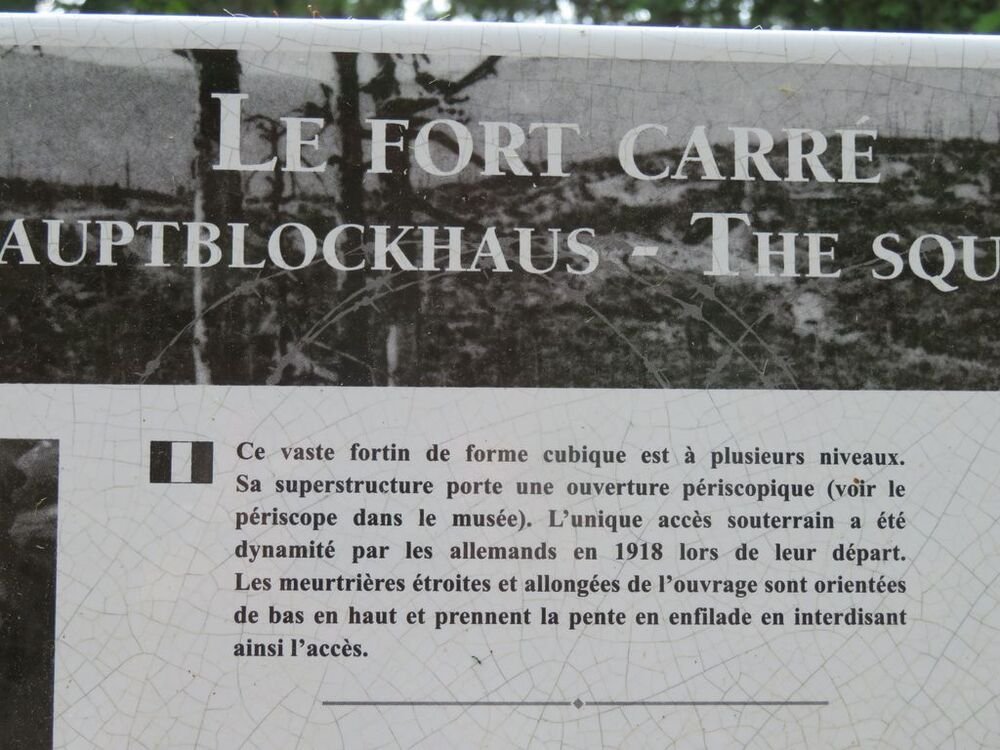 LE FORT CARRÉ
AUPTBLOCKHAUS - THE SQU
Ce vaste fortin de forme cubique est à plusieurs niveaux.
Sa superstructure porte une ouverture périscopique (voir le
périscope dans le musée). L'unique accès souterrain a été
dynamité par les allemands en 1918 lors de leur départ.
Les meurtrières étroites et allongées de l'ouvrage sont orientées
de bas en haut et prennent la pente en enfilade en interdisant
ainsi l'accès.